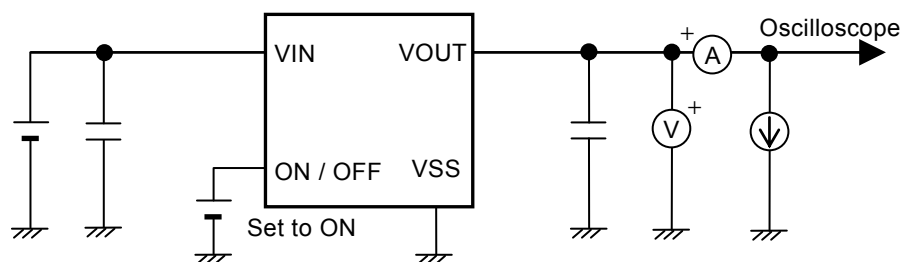 Oscilloscope
VIN
VOUT
+
A
V
+
ON / OFF
VSS
Set to ON